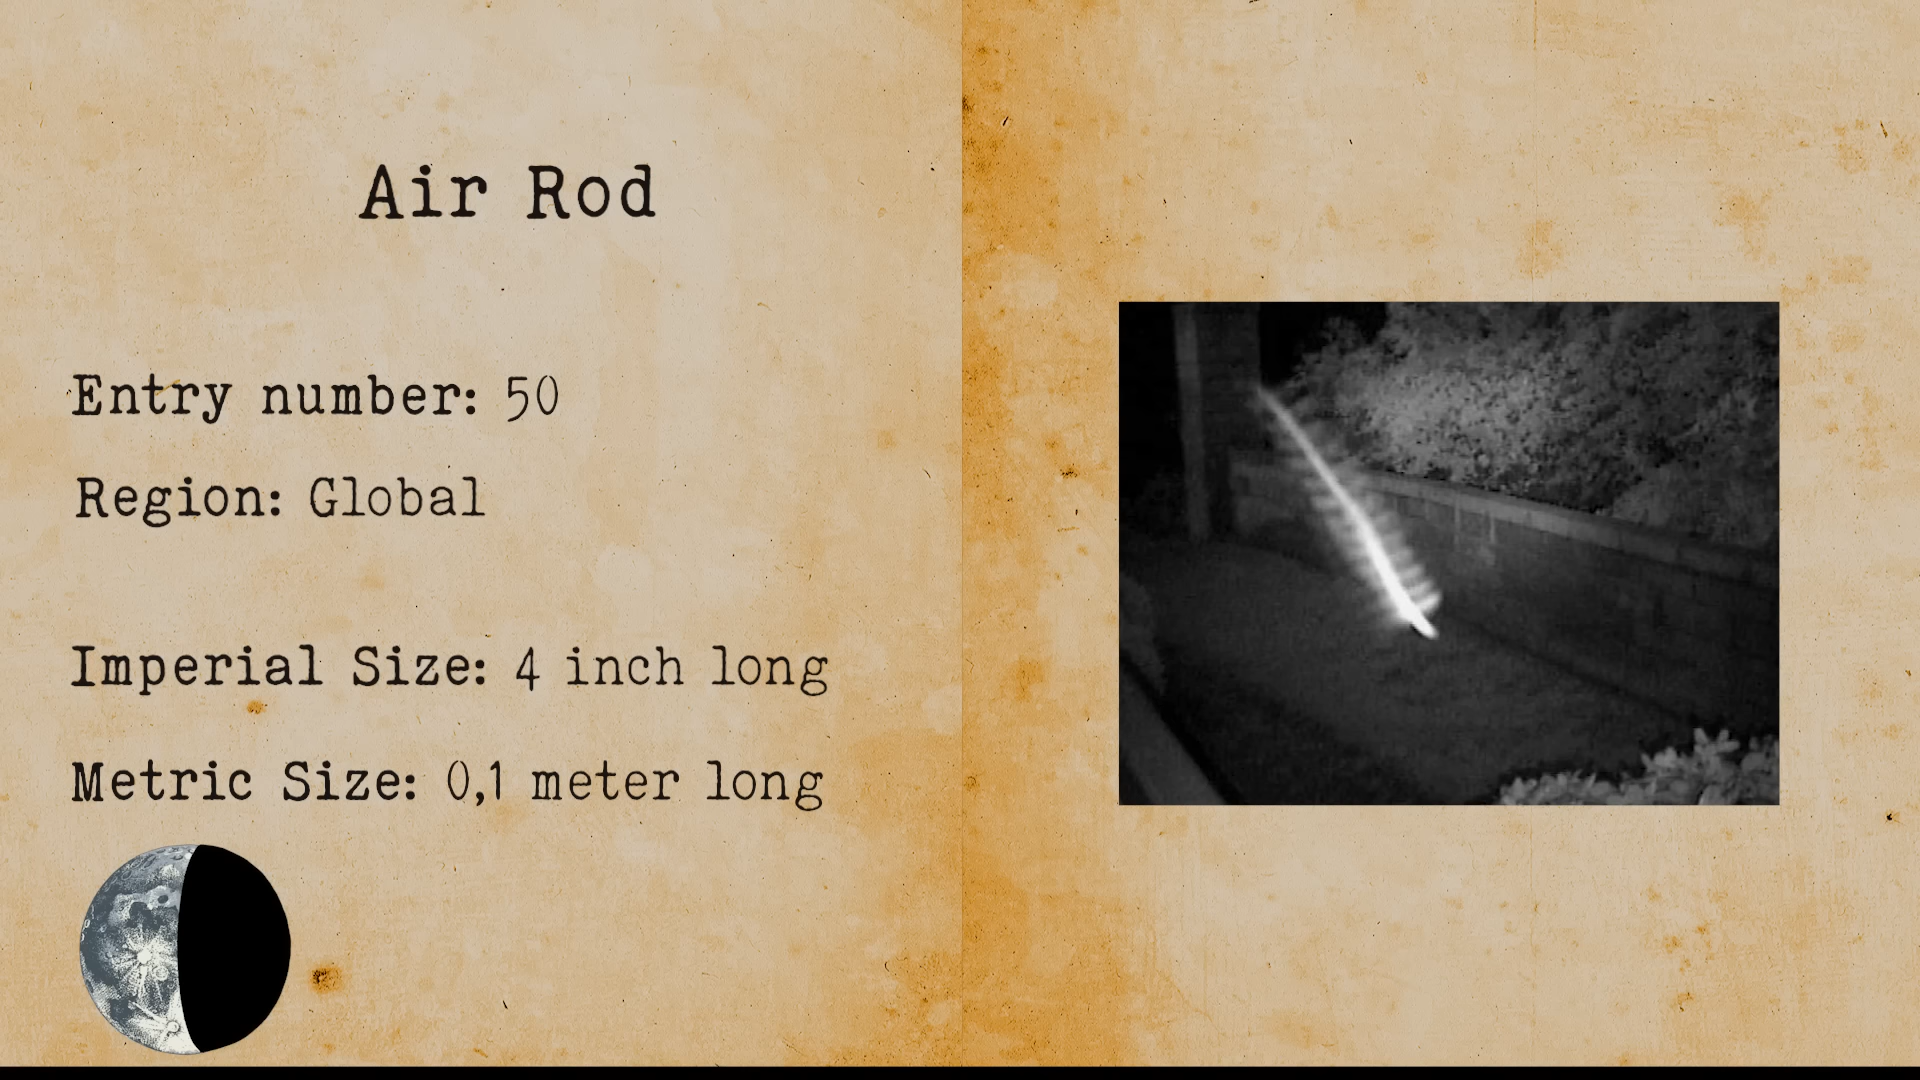 Air Rod
Entry number: 50
Region: Global
Imperial Size: 4 inch long
Metric Size: 0,1 meter long